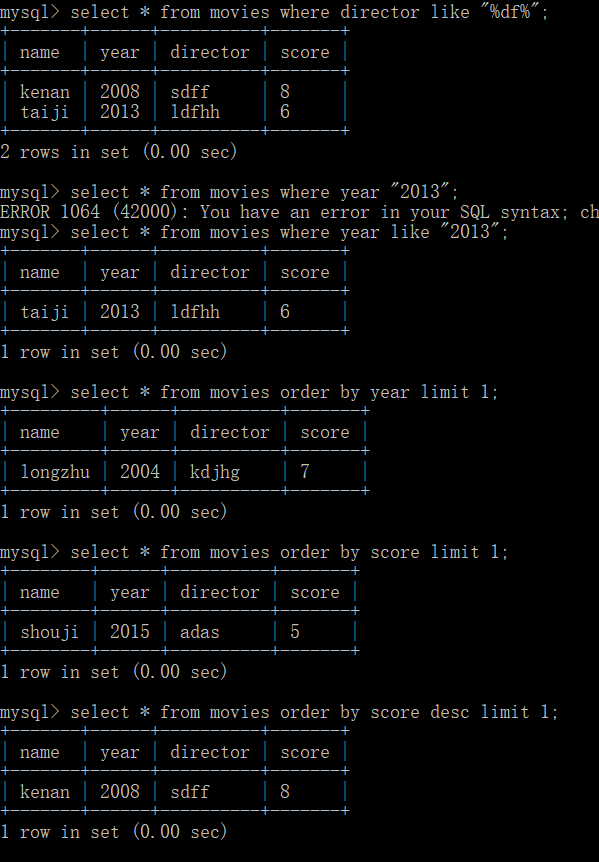 mysql> select * from movies where director like "%df%";
+-------+------+----------+-------+
| name  | year | director | score |
+-------+------+----------+-------+
| kenan | 2008 | sdff     | 8     |
| taiji | 2013 | ldfhh    | 6     |
+-------+------+----------+-------+
2 rows in set (0.00 sec)
mysql> select * from movies where year "2013";
ERROR 1064 (42000): You have an error in your SQL syntax; ch
mysql> select * from movies where year like "2013";
+-------+------+----------+-------+
| name  | year | director | score |
+-------+------+----------+-------+
| taiji | 2013 | ldfhh    | 6     |
+-------+------+----------+-------+
1 row in set (0.00 sec)
mysql> select * from movies order by year limit 1;
+---------+------+----------+-------+
| name    | year | director | score |
+---------+------+----------+-------+
| longzhu | 2004 | kdjhg    | 7     |
+---------+------+----------+-------+
1 row in set (0.00 sec)
mysql> select * from movies order by score limit 1;
+--------+------+----------+-------+
| name   | year | director | score |
+--------+------+----------+-------+
| shouji | 2015 | adas     | 5     |
+--------+------+----------+-------+
1 row in set (0.00 sec)
mysql> select * from movies order by score desc limit 1;
+-------+------+----------+-------+
| name  | year | director | score |
+-------+------+----------+-------+
| kenan | 2008 | sdff     | 8     |
+-------+------+----------+-------+
1 row in set (0.00 sec)